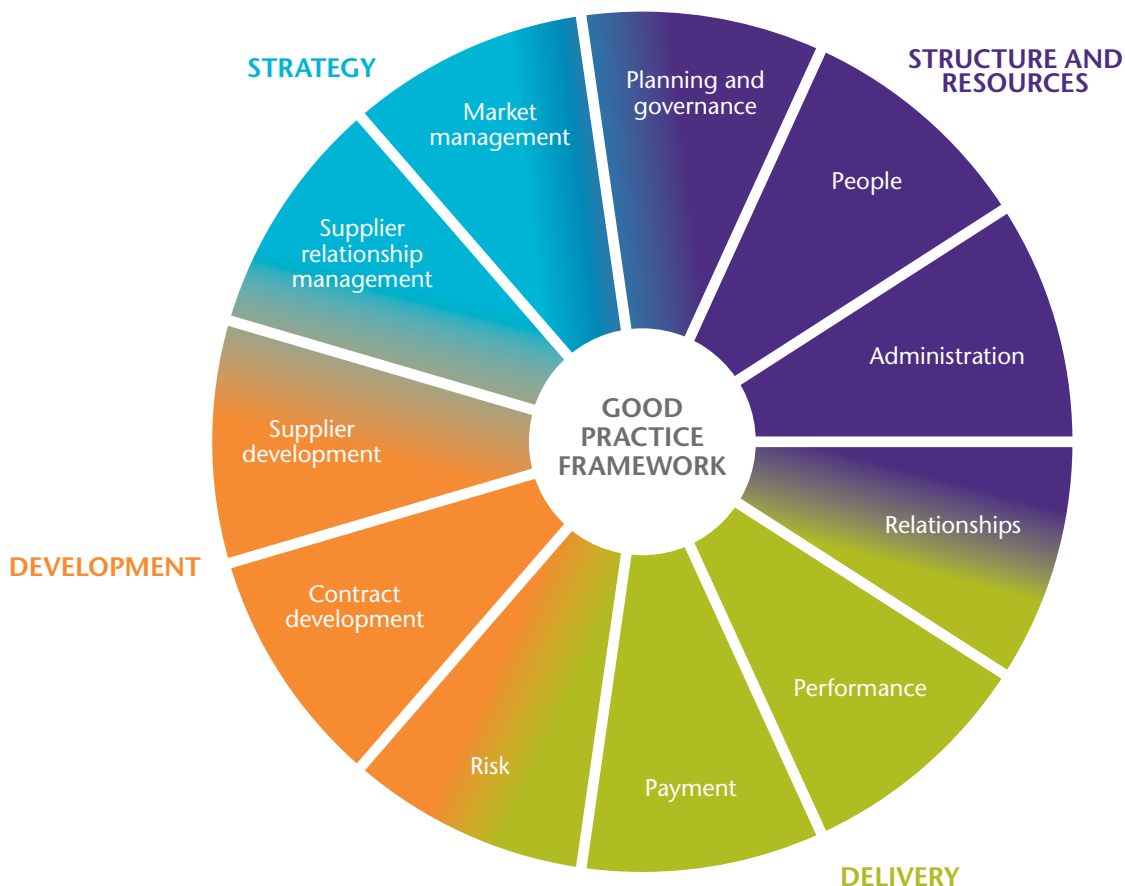 STRATEGY
STRUCTURE AND
RESOURCES
Planning and
governance
People
Administration
Relationships
Performance
Payment
Risk
Contract
development
Supplier
development
Supplier
relationship
management
Market
management
GOOD
PRACTICE
FRAMEWORK
DEVELOPMENT
DELIVERY